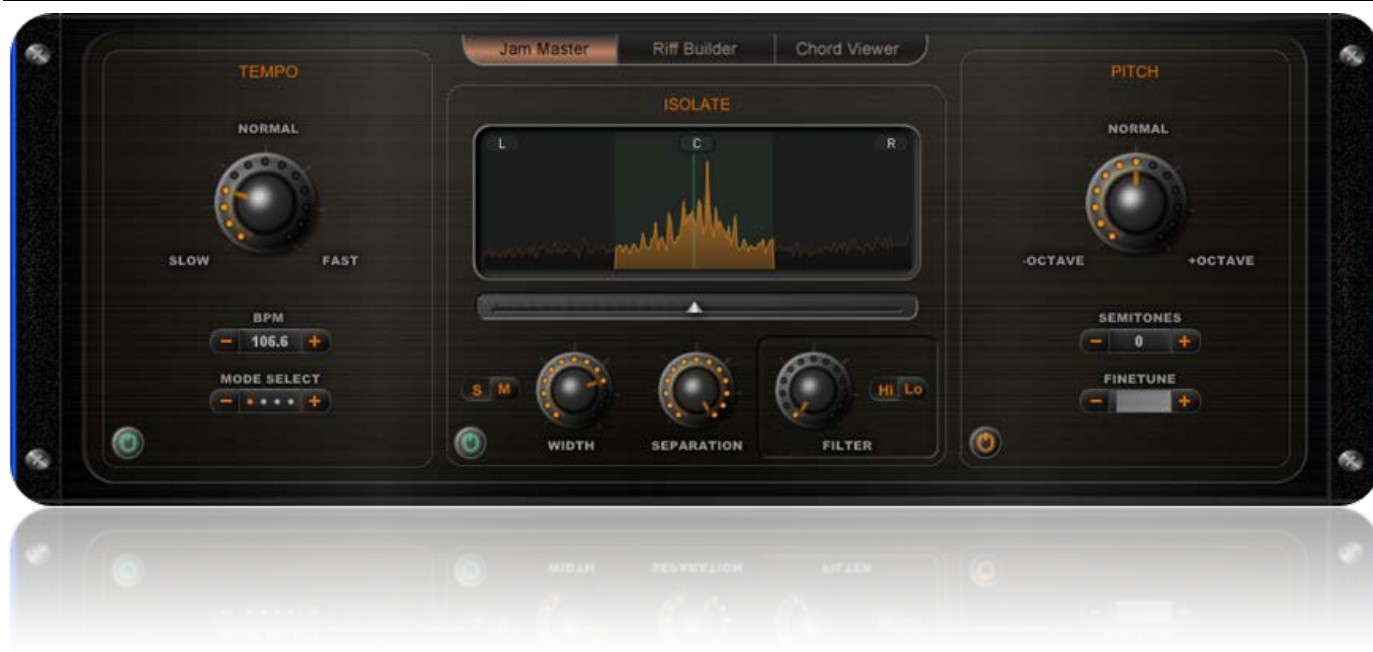 Jam Master Riff Builder Chord Viewer
TEMPO
NORMAL
SLOW FAST
BPM
- 106.6 +
MODE SELECT
- +
ISOLATE
L C R
S M
WIDTH
SEPARATION
Hi Lo
FILTER
PITCH
NORMAL
-OCTAVE +OCTAVE
SEMITONES
- 0 +
FINETUNE
- +